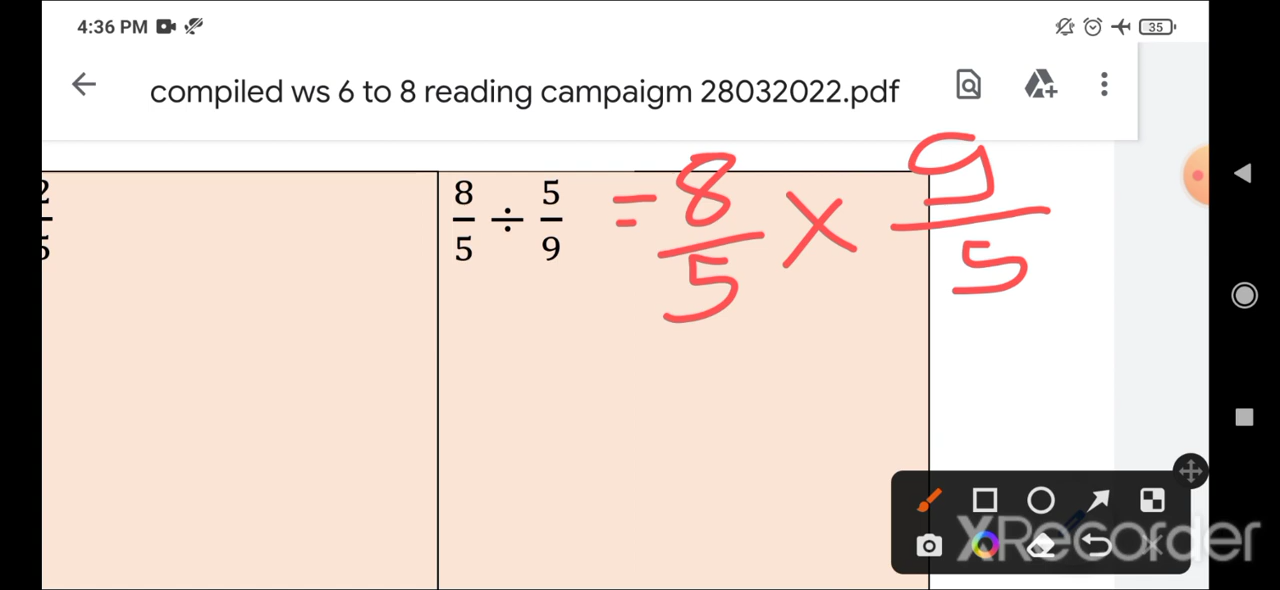 4:36 PM
35
compiled ws 6 to 8 reading campaigm 28032022.pdf
8/5 ÷ 5/9 = 8/5 × 9/5
XRecorder